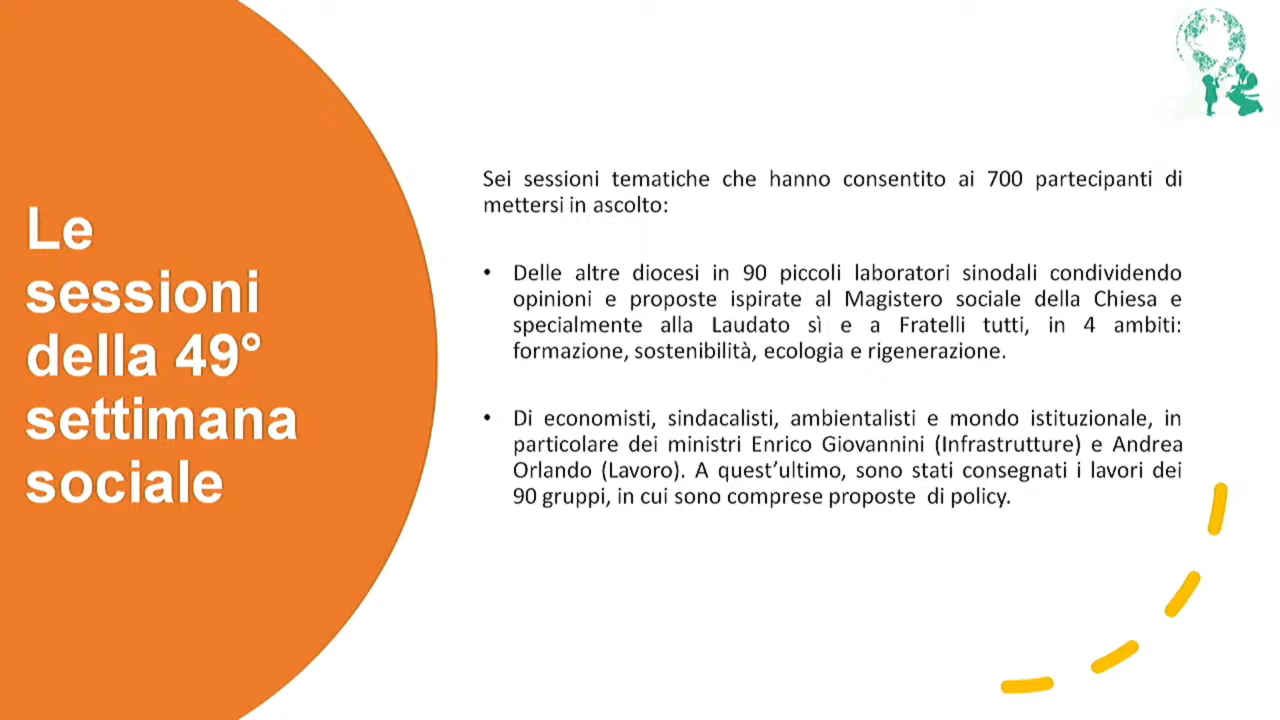 Le
sessioni
della 49°
settimana
sociale
Sei sessioni tematiche che hanno consentito ai 700 partecipanti di
mettersi in ascolto:
• Delle altre diocesi in 90 piccoli laboratori sinodali condividendo
opinioni e proposte ispirate al Magistero sociale della Chiesa e
specialmente alla Laudato sì e a Fratelli tutti, in 4 ambiti:
formazione, sostenibilità, ecologia e rigenerazione.
• Di economisti, sindacalisti, ambientalisti e mondo istituzionale, in
particolare dei ministri Enrico Giovannini (Infrastrutture) e Andrea
Orlando (Lavoro). A quest’ultimo, sono stati consegnati i lavori dei
90 gruppi, in cui sono comprese proposte  di policy.